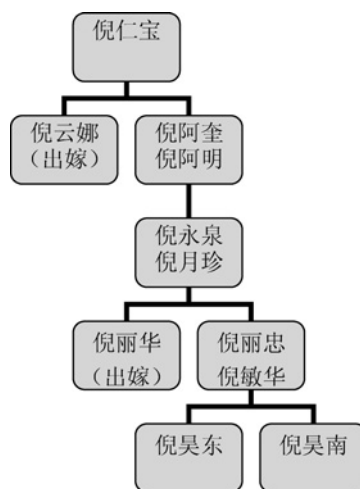 倪仁宝
倪云娜
（出嫁）
倪阿奎
倪阿明
倪永泉
倪月珍
倪丽华
（出嫁）
倪丽忠
倪敏华
倪昊东
倪昊南